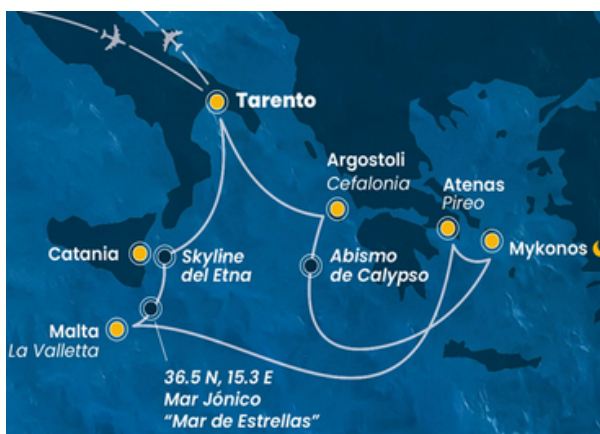 Tarento
Argostoli
Cefalonia
Atenas
Pireo
Mykonos
Catania
Skyline
del Etna
Abismo
de Calypso
Malta
La Valletta
36.5 N, 15.3 E
Mar Jónico
“Mar de Estrellas”